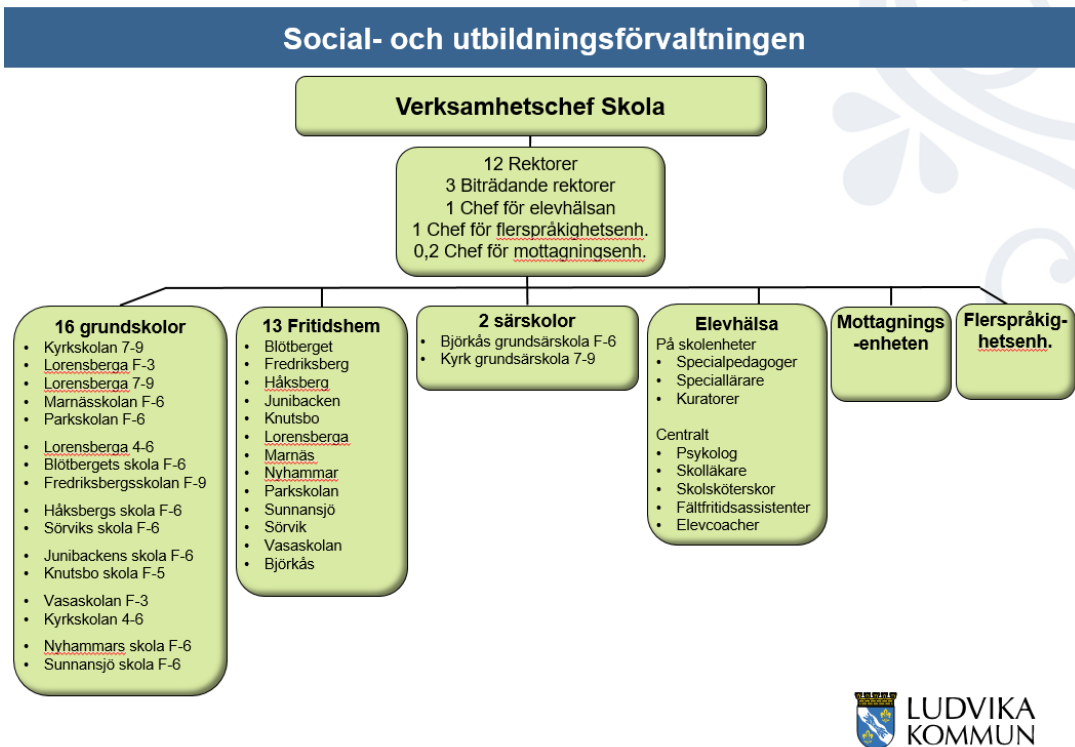 Social- och utbildningsförvaltningen
Verksamhetschef Skola
12 Rektorer
3 Biträdande rektorer
1 Chef för elevhälsan
1 Chef för flerspråkighetsenh.
0,2 Chef för mottagningsenh.
16 grundskolor
• Kyrkskolan 7-9
• Lorensberga F-3
• Lorensberga 7-9
• Marnässkolan F-6
• Parkskolan F-6
• Lorensberga 4-6
• Blötbergets skola F-6
• Fredriksbergsskolan F-9
• Håksbergs skola F-6
• Sörviks skola F-6
• Junibackens skola F-6
• Knutsbo skola F-5
• Vasaskolan F-3
• Kyrkskolan 4-6
• Nyhammars skola F-6
• Sunnansjö skola F-6
13 Fritidshem
• Blötberget
• Fredriksberg
• Håksberg
• Junibacken
• Knutsbo
• Lorensberga
• Marnäs
• Nyhammar
• Parkskolan
• Sunnansjö
• Sörvik
• Vasaskolan
• Björkås
2 särskolor
• Björkås grundsärskola F-6
• Kyrk grundsärskola 7-9
Elevhälsa
På skolenheter
• Specialpedagoger
• Speciallärare
• Kuratorer
Centralt
• Psykolog
• Skolläkare
• Skolsköterskor
• Fältfritidsassistenter
• Elevcoacher
Mottagnings
-enheten
Flerspråkig-
hetsenh.
LUDVIKA
KOMMUN